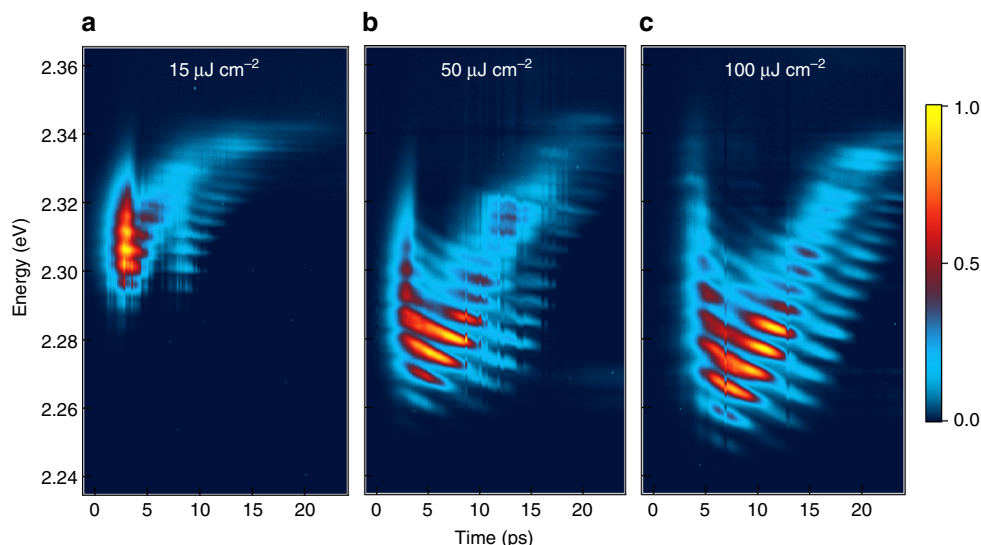 a b c
15 μJ cm⁻² 50 μJ cm⁻² 100 μJ cm⁻²
2.36
2.34
2.32
2.30
2.28
2.26
2.24
Energy (eV)
0 5 10 15 20 0 5 10 15 20 0 5 10 15 20
Time (ps)
1.0
0.5
0.0